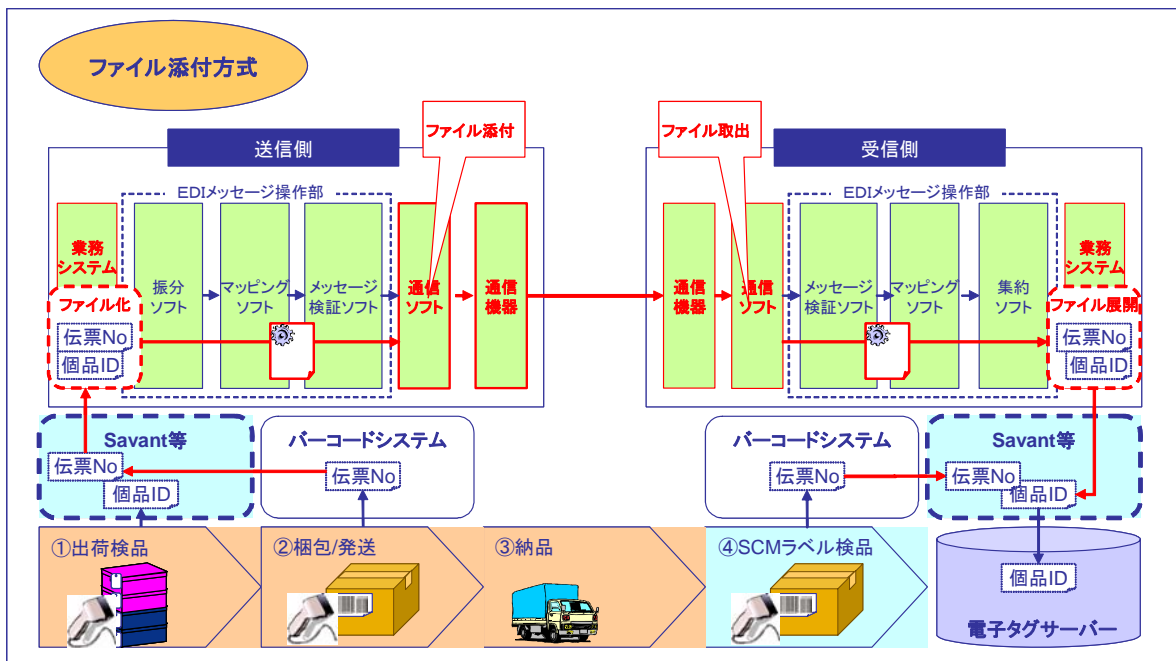 ファイル添付方式
ファイル添付
ファイル取出
送信側
受信側
EDIメッセージ操作部
EDIメッセージ操作部
業務
システム
振分
ソフト
マッピング
ソフト
メッセージ
検証ソフト
通信
ソフト
通信
機器
通信
機器
通信
ソフト
メッセージ
検証ソフト
マッピング
ソフト
集約
ソフト
業務
システム
ファイル化
伝票No
個品ID
ファイル展開
伝票No
個品ID
Savant等
伝票No
個品ID
バーコードシステム
伝票No
バーコードシステム
伝票No
Savant等
伝票No
個品ID
①出荷検品
②梱包/発送
③納品
④SCMラベル検品
個品ID
電子タグサーバー